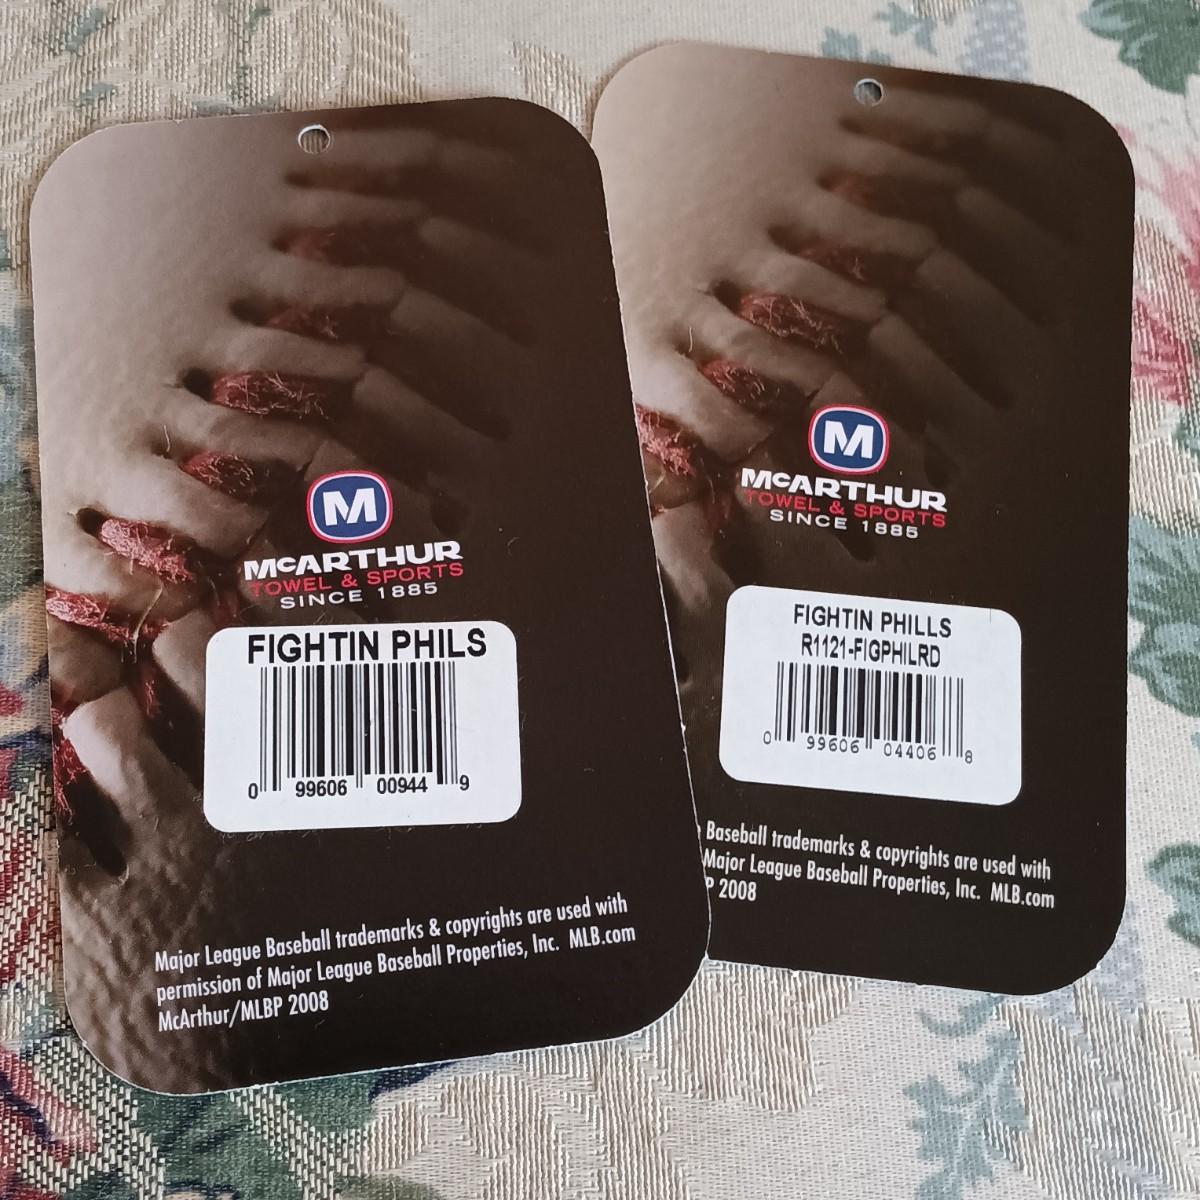 M
McARTHUR
TOWEL & SPORTS
SINCE 1885
FIGHTIN PHILS
0 99606 00944 9
Major League Baseball trademarks & copyrights are used with
permission of Major League Baseball Properties, Inc. MLB.com
McArthur/MLBP 2008
M
McARTHUR
TOWEL & SPORTS
SINCE 1885
FIGHTIN PHILLS
R1121-FIGPHILRD
0 99606 04406 8
Baseball trademarks & copyrights are used with
Major League Baseball Properties, Inc. MLB.com
P 2008